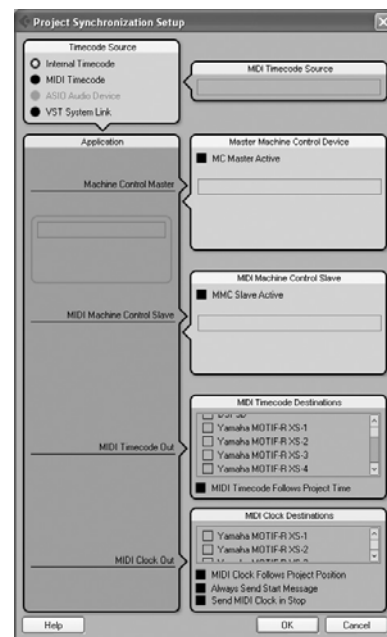 Project Synchronization Setup
Timecode Source
Internal Timecode
MIDI Timecode
ASIO Audio Device
VST System Link
MIDI Timecode Source
Application
Machine Control Master
Master Machine Control Device
MC Master Active
MIDI Machine Control Slave
MIDI Machine Control Slave
MMC Slave Active
MIDI Timecode Out
MIDI Timecode Destinations
Yamaha MOTIF-R XS-1
Yamaha MOTIF-R XS-2
Yamaha MOTIF-R XS-3
Yamaha MOTIF-R XS-4
MIDI Timecode Follows Project Time
MIDI Clock Out
MIDI Clock Destinations
Yamaha MOTIF-R XS-1
Yamaha MOTIF-R XS-2
MIDI Clock Follows Project Position
Always Send Start Message
Send MIDI Clock in Stop
Help
OK
Cancel